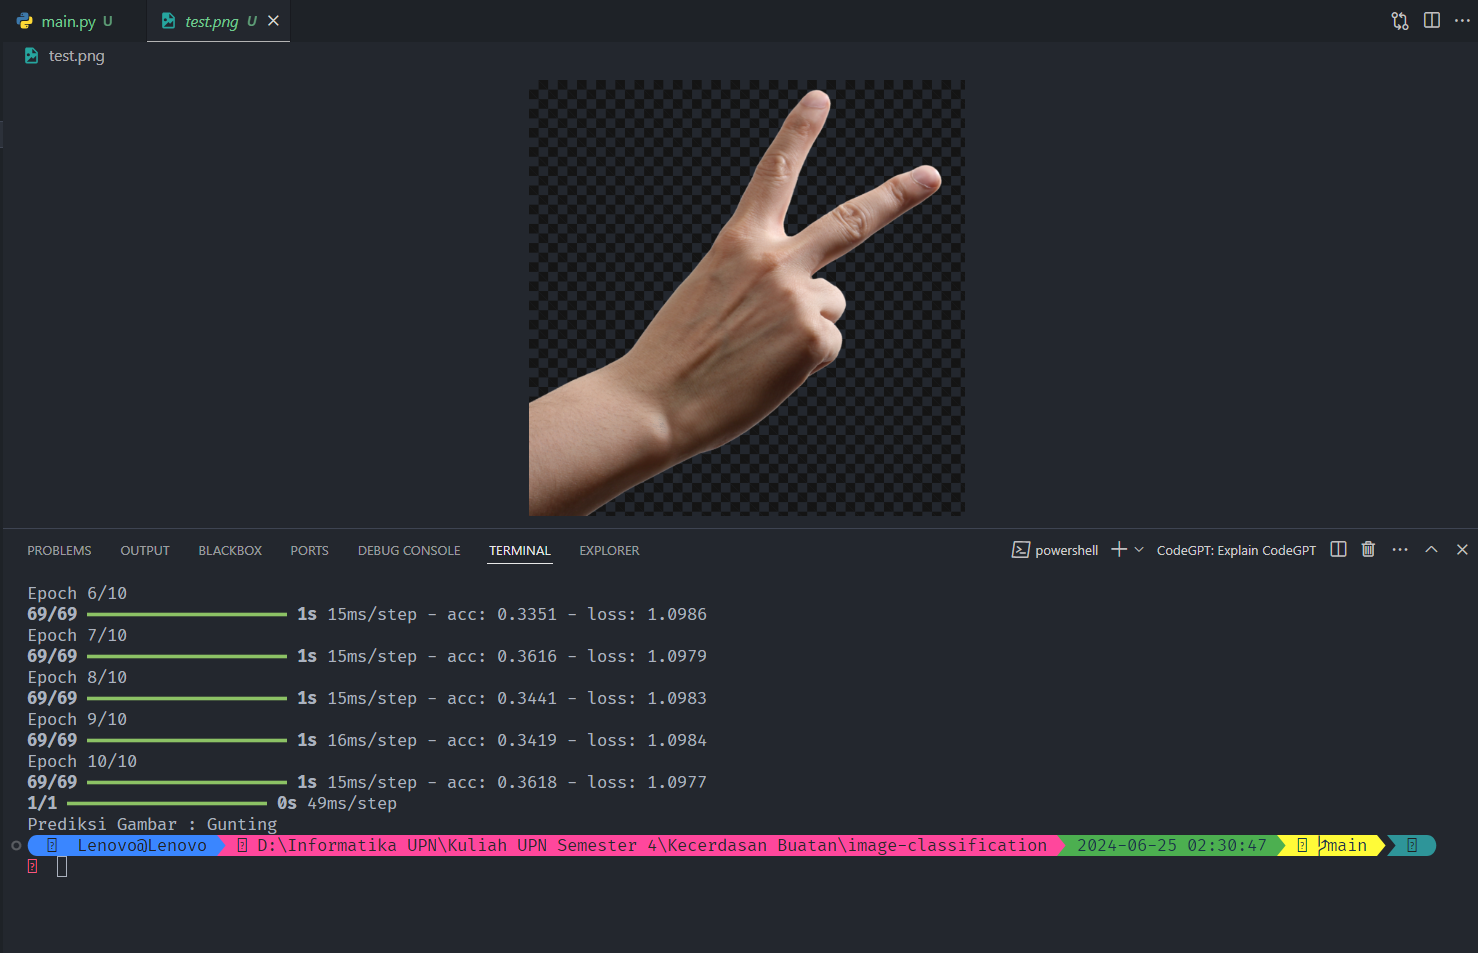 main.py U
test.png U
test.png
PROBLEMS OUTPUT BLACKBOX PORTS DEBUG CONSOLE TERMINAL EXPLORER powershell CodeGPT: Explain CodeGPT
Epoch 6/10
69/69 1s 15ms/step - acc: 0.3351 - loss: 1.0986
Epoch 7/10
69/69 1s 15ms/step - acc: 0.3616 - loss: 1.0979
Epoch 8/10
69/69 1s 15ms/step - acc: 0.3441 - loss: 1.0983
Epoch 9/10
69/69 1s 16ms/step - acc: 0.3419 - loss: 1.0984
Epoch 10/10
69/69 1s 15ms/step - acc: 0.3618 - loss: 1.0977
1/1 0s 49ms/step
Prediksi Gambar : Gunting
Lenovo@Lenovo D:\Informatika UPN\Kuliah UPN Semester 4\Kecerdasan Buatan\image-classification 2024-06-25 02:30:47 main